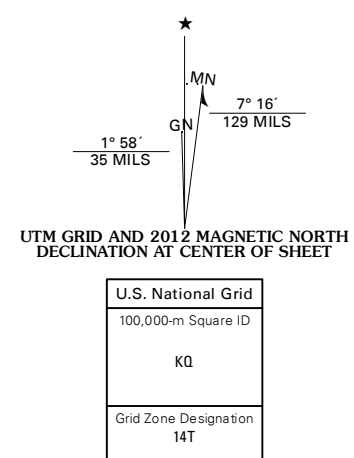 ★
MN
7° 16´
129 MILS
GN
1° 58´
35 MILS
UTM GRID AND 2012 MAGNETIC NORTH
DECLINATION AT CENTER OF SHEET
U.S. National Grid
100,000-m Square ID
KQ
Grid Zone Designation
14T